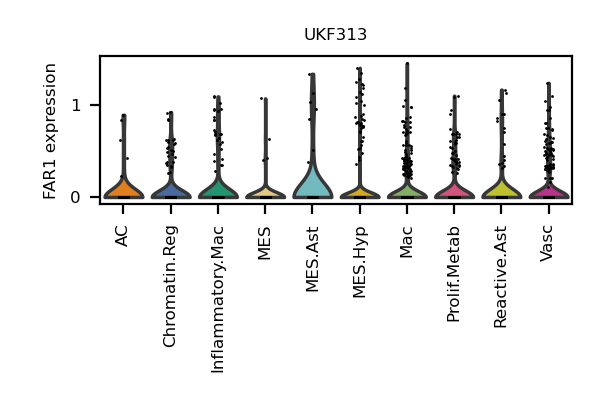 UKF313
FAR1 expression
1
0
AC
Chromatin.Reg
Inflammatory.Mac
MES
MES.Ast
MES.Hyp
Mac
Prolif.Metab
Reactive.Ast
Vasc